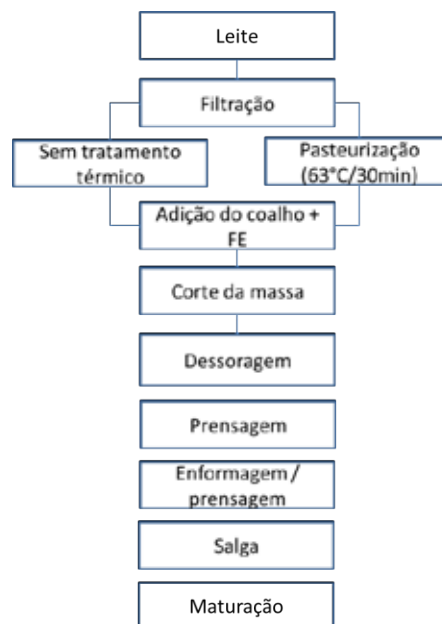 Leite
Filtração
Sem tratamento
térmico
Pasteurização
(63°C/30min)
Adição do coalho +
FE
Corte da massa
Dessoragem
Prensagem
Enformagem /
prensagem
Salga
Maturação